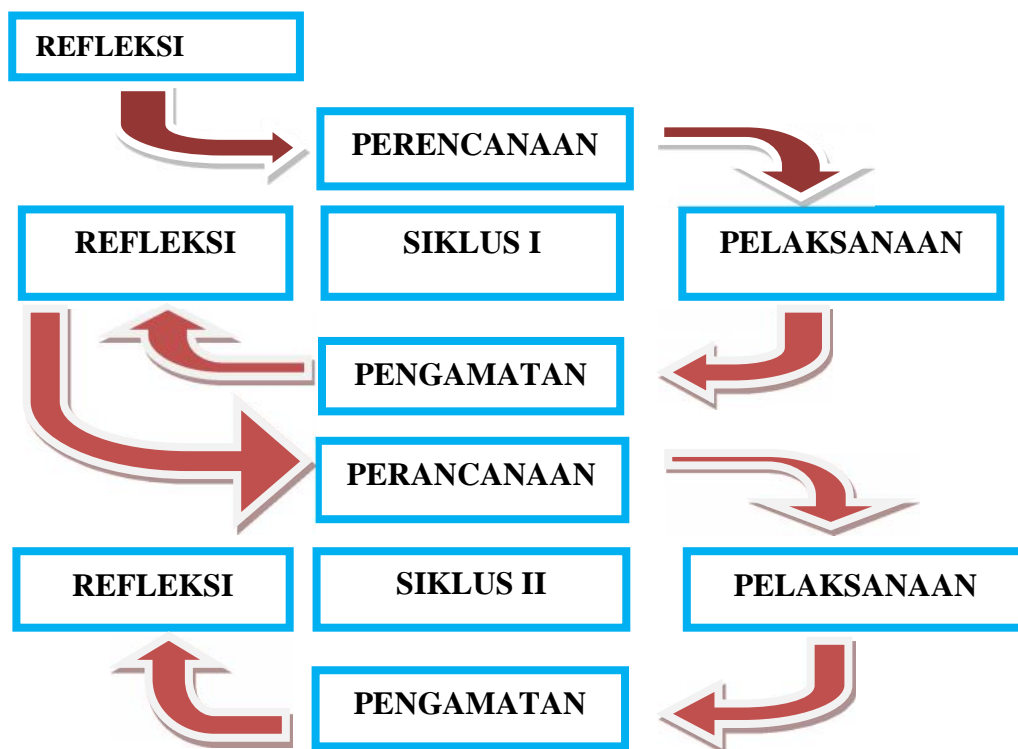 REFLEKSI
PERENCANAAN
REFLEKSI
SIKLUS I
PELAKSANAAN
PENGAMATAN
PERANCANAAN
REFLEKSI
SIKLUS II
PELAKSANAAN
PENGAMATAN